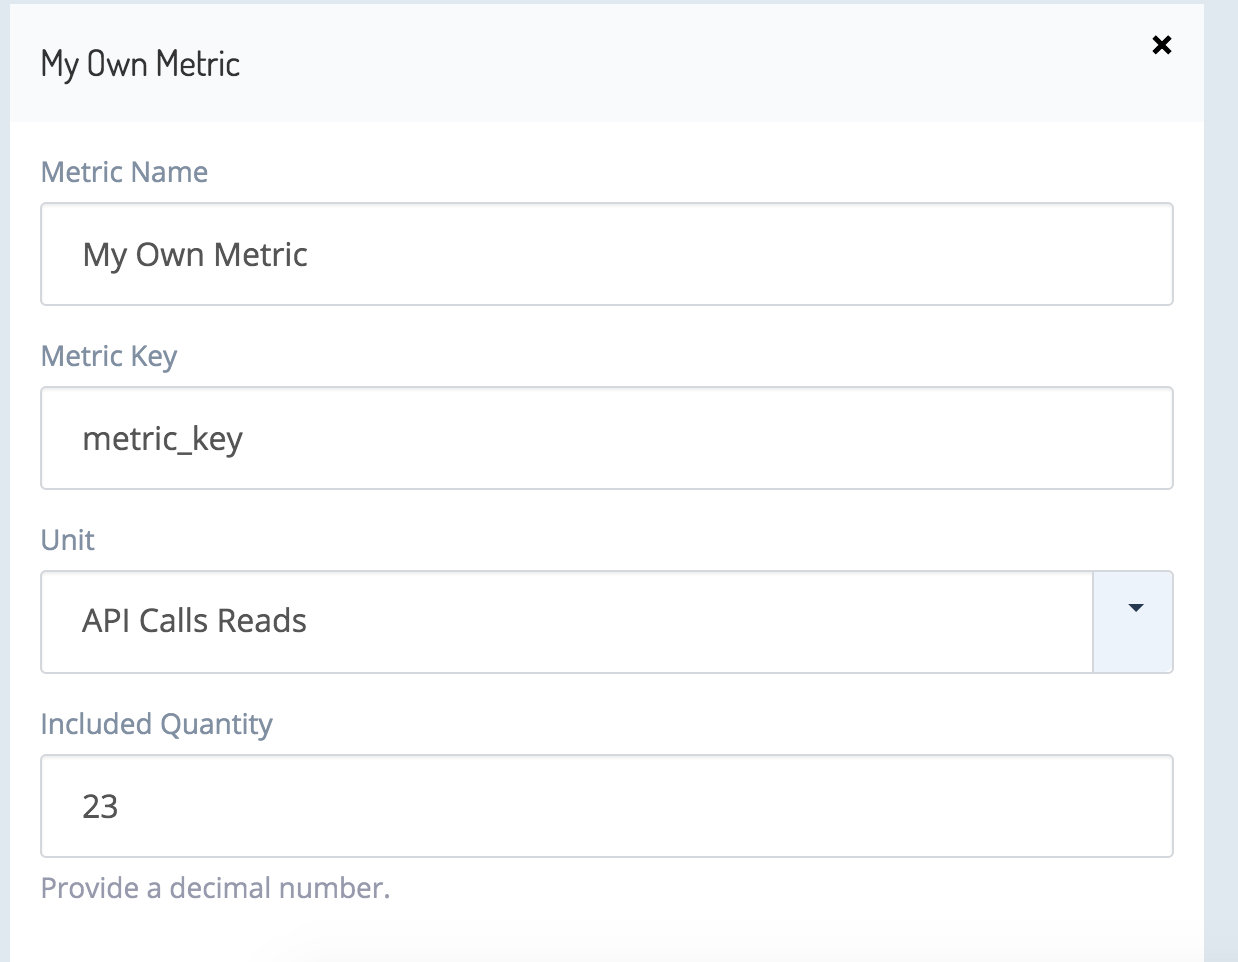 My Own Metric
Metric Name
My Own Metric
Metric Key
metric_key
Unit
API Calls Reads
Included Quantity
23
Provide a decimal number.